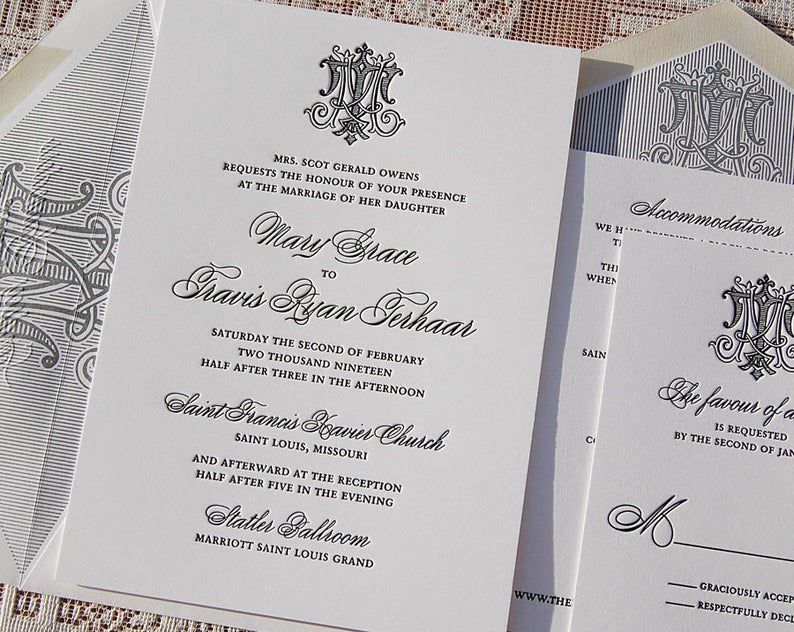 MRS. SCOT GERALD OWENS
REQUESTS THE HONOUR OF YOUR PRESENCE
AT THE MARRIAGE OF HER DAUGHTER
Mary Grace
TO
Travis Ryan Terhaar
SATURDAY THE SECOND OF FEBRUARY
TWO THOUSAND NINETEEN
HALF AFTER THREE IN THE AFTERNOON
Saint Francis Xavier Church
SAINT LOUIS, MISSOURI
AND AFTERWARD AT THE RECEPTION
HALF AFTER FIVE IN THE EVENING
Statler Ballroom
MARRIOTT SAINT LOUIS GRAND
Accommodations
WE HAVE
THE
WHEN
SAIN
WWW.THE
The favour of a
IS REQUESTED
BY THE SECOND OF JAN
M
GRACIOUSLY ACCEPT
RESPECTFULLY DECL